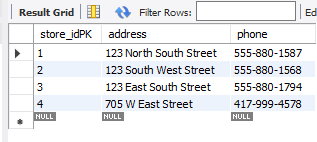 Result Grid Filter Rows: Ed
store_idPK address phone
1 123 North South Street 555-880-1587
2 123 South West Street 555-880-1568
3 123 East South Street 555-880-1794
4 705 W East Street 417-999-4578
NULL NULL NULL